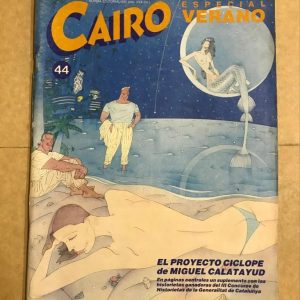 CAIRO
ESPECIAL
VERANO
44
EL PROYECTO CICLOPE
de MIGUEL CALATAYUD
En páginas centrales un suplemento con las
historietas ganadoras del III Concurso de
Historietas de la Generalitat de Catalunya